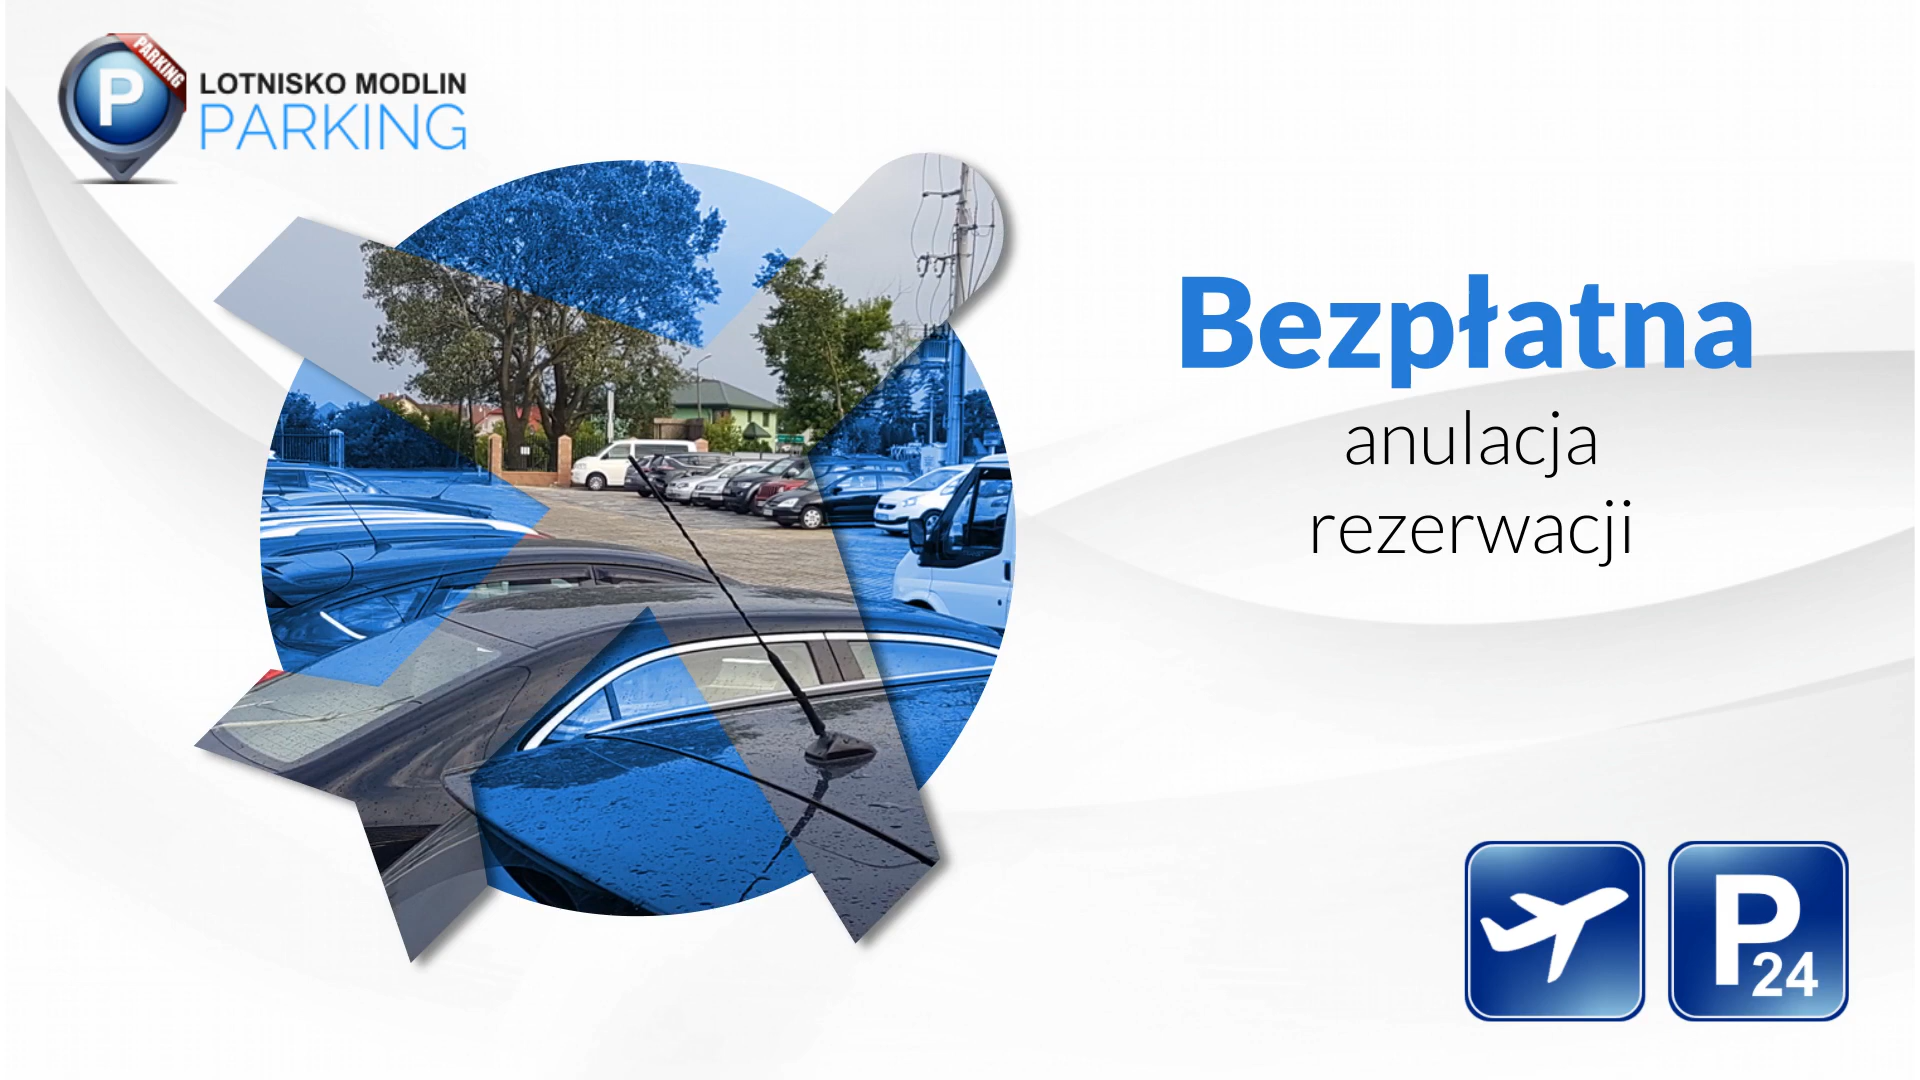 PARKING
P
LOTNISKO MODLIN
PARKING
Bezpłatna
anulacja
rezerwacji
P
24